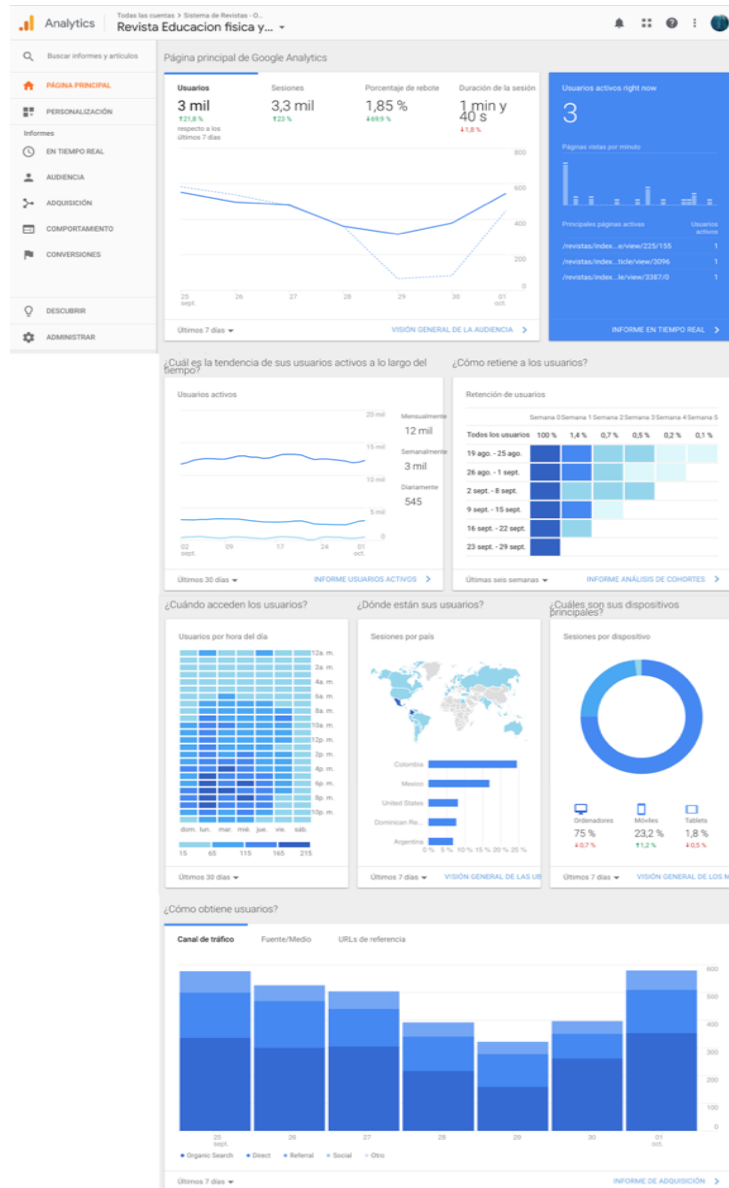 Analytics
Todas las cuentas > Sistema de Revistas - O...
Revista Educacion fisica y...
Buscar informes y artículos
PÁGINA PRINCIPAL
PERSONALIZACIÓN
Informes
EN TIEMPO REAL
AUDIENCIA
ADQUISICIÓN
COMPORTAMIENTO
CONVERSIONES
DESCUBRIR
ADMINISTRAR
Página principal de Google Analytics
Usuarios Sesiones Porcentaje de rebote Duración de la sesión
3 mil 3,3 mil 1,85 % 1 min y
40 s
↑21,8 % ↑23 % ↓69,9 % ↓1,8 %
respecto a los
últimos 7 días
800
600
400
200
0
25 26 27 28 29 30 01
sept. oct.
Últimos 7 días VISIÓN GENERAL DE LA AUDIENCIA >
Usuarios activos right now
3
Páginas vistas por minuto
Principales páginas activas Usuarios
activos
/revistas/index...e/view/225/155 1
/revistas/index...ticle/view/3096 1
/revistas/index...le/view/3387/0 1
INFORME EN TIEMPO REAL >
¿Cuál es la tendencia de sus usuarios activos a lo largo del
tiempo?
Usuarios activos
20 mil
15 mil
10 mil
5 mil
0
Mensualmente
12 mil
Semanalmente
3 mil
Diariamente
545
02 09 17 24 01
sept. oct.
Últimos 30 días INFORME USUARIOS ACTIVOS >
¿Cómo retiene a los usuarios?
Retención de usuarios
Semana 0 Semana 1 Semana 2 Semana 3 Semana 4 Semana 5
Todos los usuarios 100 % 1,4 % 0,7 % 0,5 % 0,2 % 0,1 %
19 ago. - 25 ago.
26 ago. - 1 sept.
2 sept. - 8 sept.
9 sept. - 15 sept.
16 sept. - 22 sept.
23 sept. - 29 sept.
Últimas seis semanas INFORME ANÁLISIS DE COHORTES >
¿Cuándo acceden los usuarios?
Usuarios por hora del día
12a. m.
2a. m.
4a. m.
6a. m.
8a. m.
10a. m.
12p. m.
2p. m.
4p. m.
6p. m.
8p. m.
10p. m.
dom. lun. mar. mié. jue. vie. sáb.
15 65 115 165 215
Últimos 30 días
¿Dónde están sus usuarios?
Sesiones por país
Colombia
Mexico
United States
Dominican Re...
Argentina
0 % 5 % 10 % 15 % 20 % 25 %
Últimos 7 días VISIÓN GENERAL DE LAS UB
¿Cuáles son sus dispositivos
principales?
Sesiones por dispositivo
Ordenadores Móviles Tablets
75 % 23,2 % 1,8 %
↓0,7 % ↑1,2 % ↓0,5 %
Últimos 7 días VISIÓN GENERAL DE LOS M
¿Cómo obtiene usuarios?
Canal de tráfico Fuente/Medio URLs de referencia
800
600
400
300
200
100
0
25 26 27 28 29 30 01
sept. oct.
Organic Search Direct Referral Social Otro
Últimos 7 días INFORME DE ADQUISICIÓN >